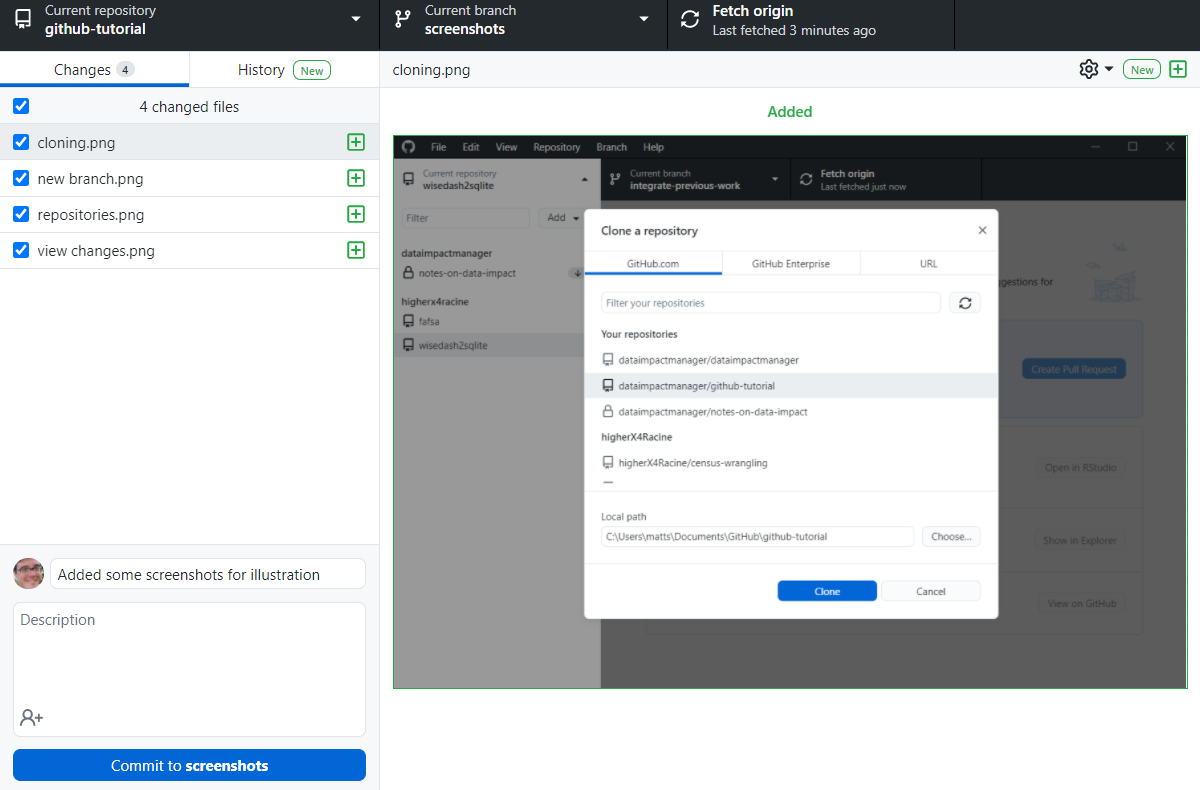 Current repository
github-tutorial
Current branch
screenshots
Fetch origin
Last fetched 3 minutes ago
Changes 4
History New
4 changed files
cloning.png
new branch.png
repositories.png
view changes.png
Added some screenshots for illustration
Description
Commit to screenshots
cloning.png
New
Added
File Edit View Repository Branch Help
Current repository
wisedash2sqlite
Current branch
integrate-previous-work
Fetch origin
Last fetched just now
Filter
Add
dataimpactmanager
notes-on-data-impact
higherx4racine
fafsa
wisedash2sqlite
Clone a repository
GitHub.com
GitHub Enterprise
URL
Filter your repositories
Your repositories
dataimpactmanager/dataimpactmanager
dataimpactmanager/github-tutorial
dataimpactmanager/notes-on-data-impact
higherX4Racine
higherX4Racine/census-wrangling
Local path
C:\Users\matts\Documents\GitHub\github-tutorial
Choose...
Clone
Cancel
ggestions for
Create Pull Request
Open in RStudio
Show in Explorer
View on GitHub